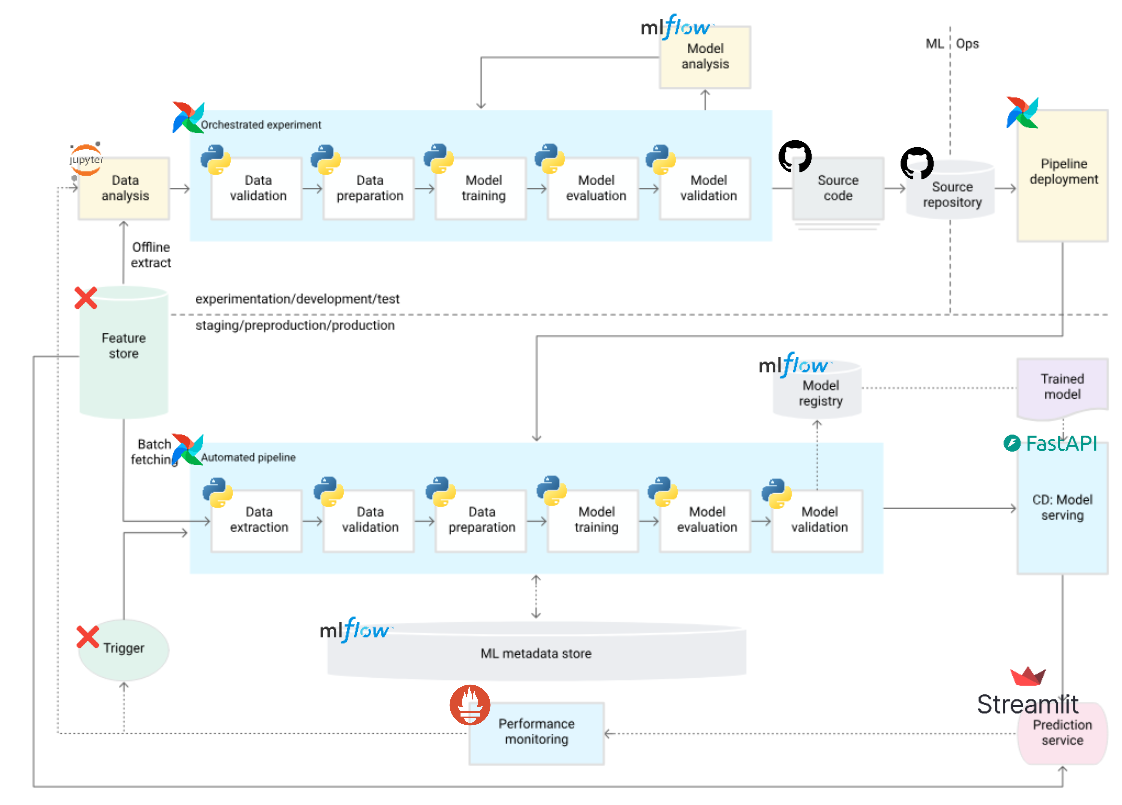 mlflow
Model
analysis
ML
Ops
Orchestrated experiment
jupyter
Data
analysis
Data
validation
Data
preparation
Model
training
Model
evaluation
Model
validation
Source
code
Source
repository
Pipeline
deployment
Offline
extract
experimentation/development/test
staging/preproduction/production
Feature
store
mlflow
Model
registry
Trained
model
Batch
fetching
Automated pipeline
FastAPI
Data
extraction
Data
validation
Data
preparation
Model
training
Model
evaluation
Model
validation
CD: Model
serving
mlflow
ML metadata store
Trigger
Performance
monitoring
Streamlit
Prediction
service